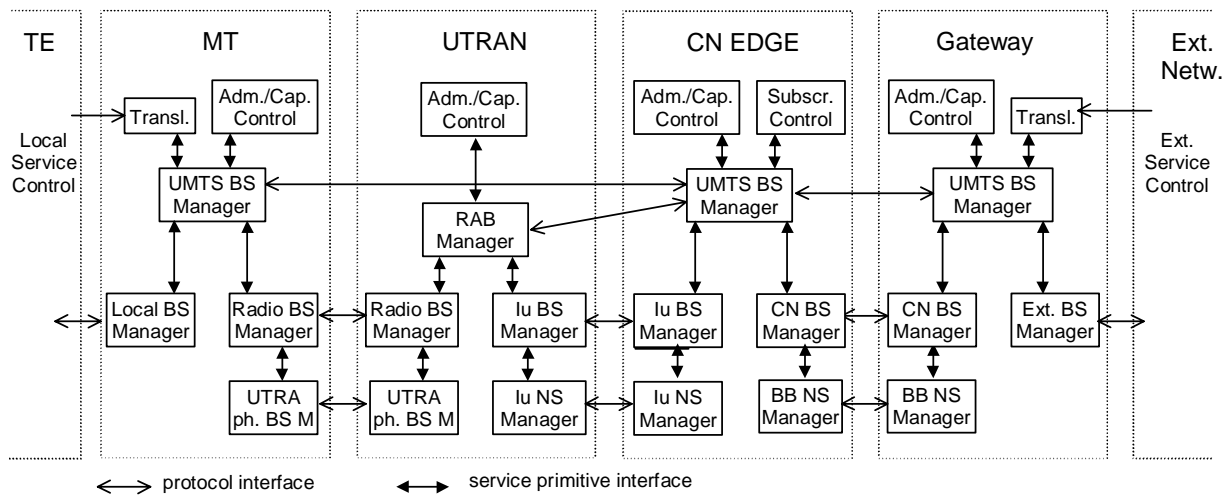 TE
MT
UTRAN
CN EDGE
Gateway
Ext.
Netw.
Local
Service
Control
Transl.
Adm./Cap.
Control
Adm./Cap.
Control
Adm./Cap.
Control
Subscr.
Control
Adm./Cap.
Control
Transl.
Ext.
Service
Control
UMTS BS
Manager
RAB
Manager
UMTS BS
Manager
UMTS BS
Manager
Local BS
Manager
Radio BS
Manager
Radio BS
Manager
Iu BS
Manager
Iu BS
Manager
CN BS
Manager
CN BS
Manager
Ext. BS
Manager
UTRA
ph. BS M
UTRA
ph. BS M
Iu NS
Manager
Iu NS
Manager
BB NS
Manager
BB NS
Manager
protocol interface
service primitive interface